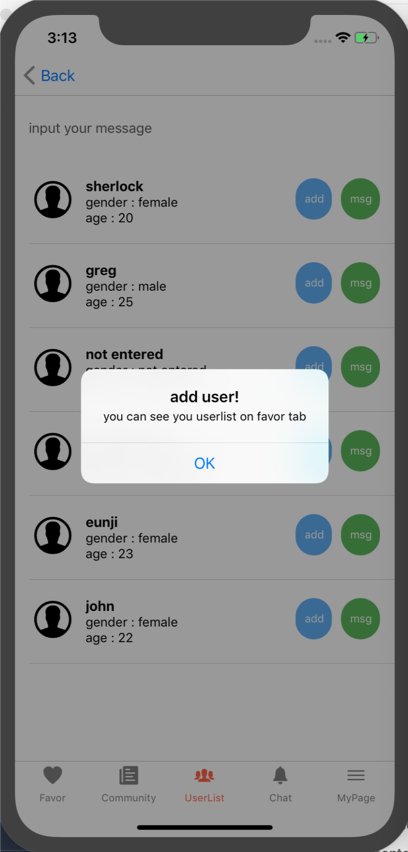 3:13
Back
input your message
sherlock
gender : female
age : 20
add
msg
greg
gender : male
age : 25
add
msg
not entered
gender : not entered
add
msg
add user!
you can see you userlist on favor tab
OK
msg
eunji
gender : female
age : 23
add
msg
john
gender : female
age : 22
add
msg
Favor
Community
UserList
Chat
MyPage